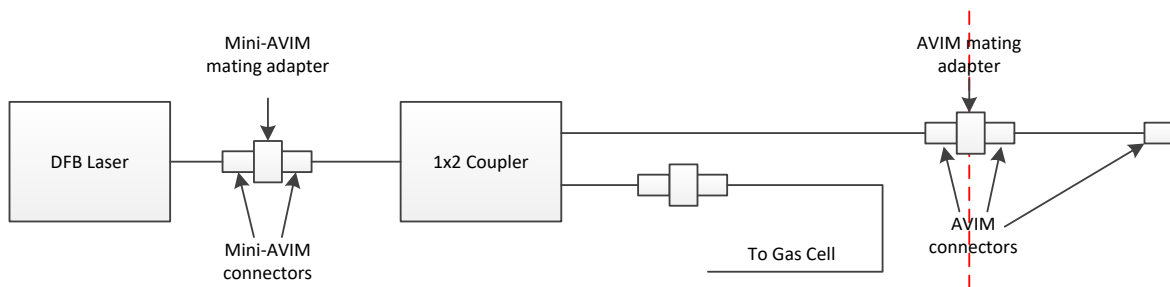 Mini-AVIM
mating adapter
AVIM mating
adapter
DFB Laser
1x2 Coupler
Mini-AVIM
connectors
To Gas Cell
AVIM
connectors